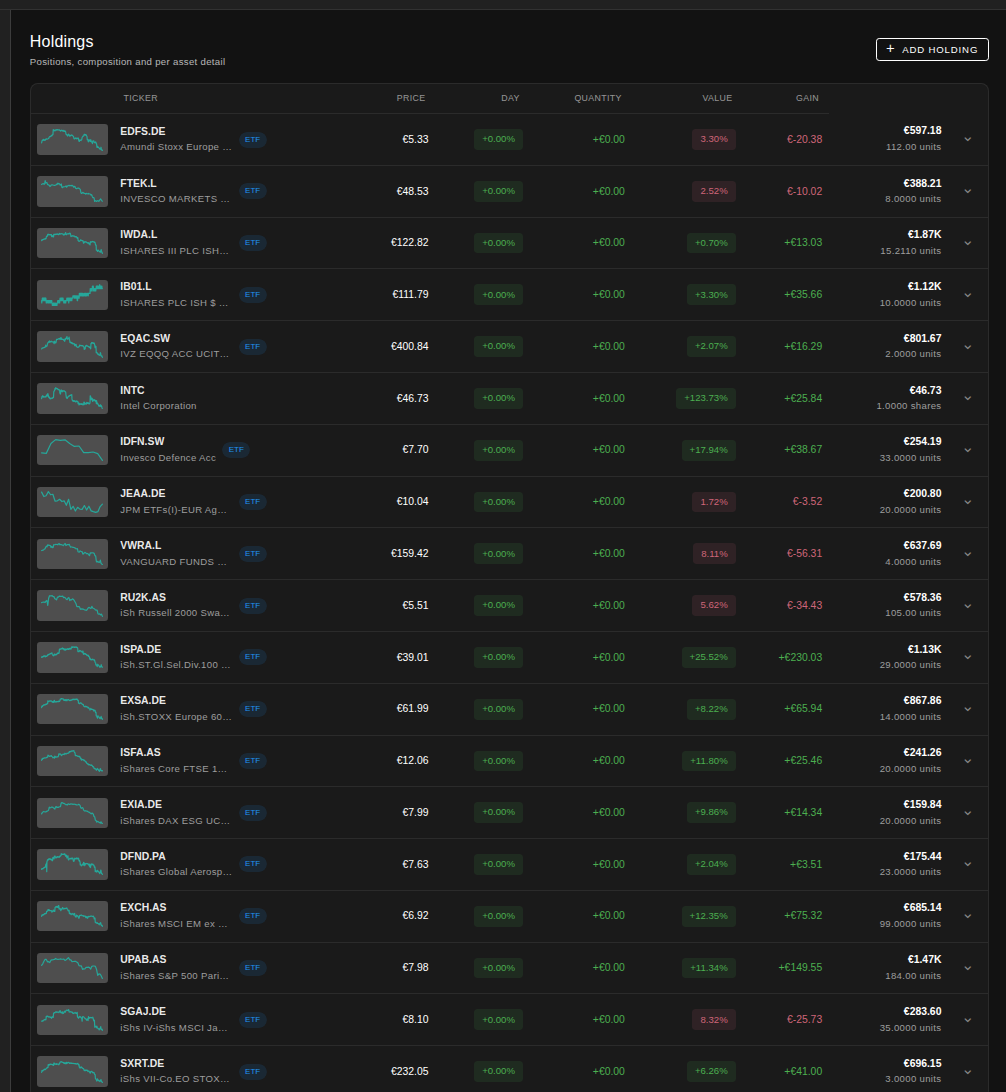 Holdings
Positions, composition and per asset detail
+ ADD HOLDING
TICKER PRICE DAY QUANTITY VALUE GAIN
EDFS.DE ETF €5.33 +0.00% +€0.00 3.30% €-20.38 €597.18
Amundi Stoxx Europe ... 112.00 units
FTEK.L ETF €48.53 +0.00% +€0.00 2.52% €-10.02 €388.21
INVESCO MARKETS ... 8.0000 units
IWDA.L ETF €122.82 +0.00% +€0.00 +0.70% +€13.03 €1.87K
ISHARES III PLC ISH... 15.2110 units
IB01.L ETF €111.79 +0.00% +€0.00 +3.30% +€35.66 €1.12K
ISHARES PLC ISH $ ... 10.0000 units
EQAC.SW ETF €400.84 +0.00% +€0.00 +2.07% +€16.29 €801.67
IVZ EQQQ ACC UCIT... 2.0000 units
INTC €46.73 +0.00% +€0.00 +123.73% +€25.84 €46.73
Intel Corporation 1.0000 shares
IDFN.SW ETF €7.70 +0.00% +€0.00 +17.94% +€38.67 €254.19
Invesco Defence Acc 33.0000 units
JEAA.DE ETF €10.04 +0.00% +€0.00 1.72% €-3.52 €200.80
JPM ETFs(I)-EUR Ag... 20.0000 units
VWRA.L ETF €159.42 +0.00% +€0.00 8.11% €-56.31 €637.69
VANGUARD FUNDS ... 4.0000 units
RU2K.AS ETF €5.51 +0.00% +€0.00 5.62% €-34.43 €578.36
iSh Russell 2000 Swa... 105.00 units
ISPA.DE ETF €39.01 +0.00% +€0.00 +25.52% +€230.03 €1.13K
iSh.ST.Gl.Sel.Div.100 ... 29.0000 units
EXSA.DE ETF €61.99 +0.00% +€0.00 +8.22% +€65.94 €867.86
iSh.STOXX Europe 60... 14.0000 units
ISFA.AS ETF €12.06 +0.00% +€0.00 +11.80% +€25.46 €241.26
iShares Core FTSE 1... 20.0000 units
EXIA.DE ETF €7.99 +0.00% +€0.00 +9.86% +€14.34 €159.84
iShares DAX ESG UC... 20.0000 units
DFND.PA ETF €7.63 +0.00% +€0.00 +2.04% +€3.51 €175.44
iShares Global Aerosp... 23.0000 units
EXCH.AS ETF €6.92 +0.00% +€0.00 +12.35% +€75.32 €685.14
iShares MSCI EM ex ... 99.0000 units
UPAB.AS ETF €7.98 +0.00% +€0.00 +11.34% +€149.55 €1.47K
iShares S&P 500 Pari... 184.00 units
SGAJ.DE ETF €8.10 +0.00% +€0.00 8.32% €-25.73 €283.60
iShs IV-iShs MSCI Ja... 35.0000 units
SXRT.DE ETF €232.05 +0.00% +€0.00 +6.26% +€41.00 €696.15
iShs VII-Co.EO STOX... 3.0000 units